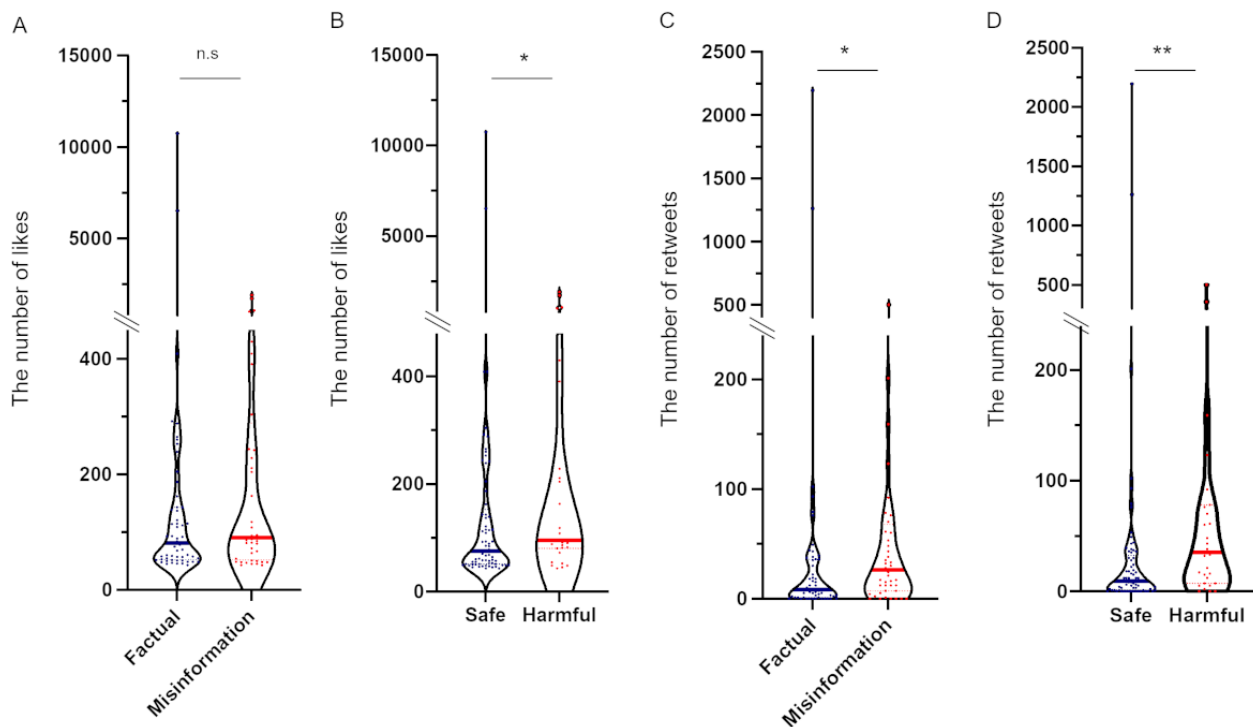 A
The number of likes
15000
10000
5000
400
200
0
n.s
Factual
Misinformation
B
The number of likes
15000
10000
5000
400
200
0
*
Safe
Harmful
C
The number of retweets
2500
2000
1500
1000
500
200
100
0
*
Factual
Misinformation
D
The number of retweets
2500
2000
1500
1000
500
200
100
0
**
Safe
Harmful